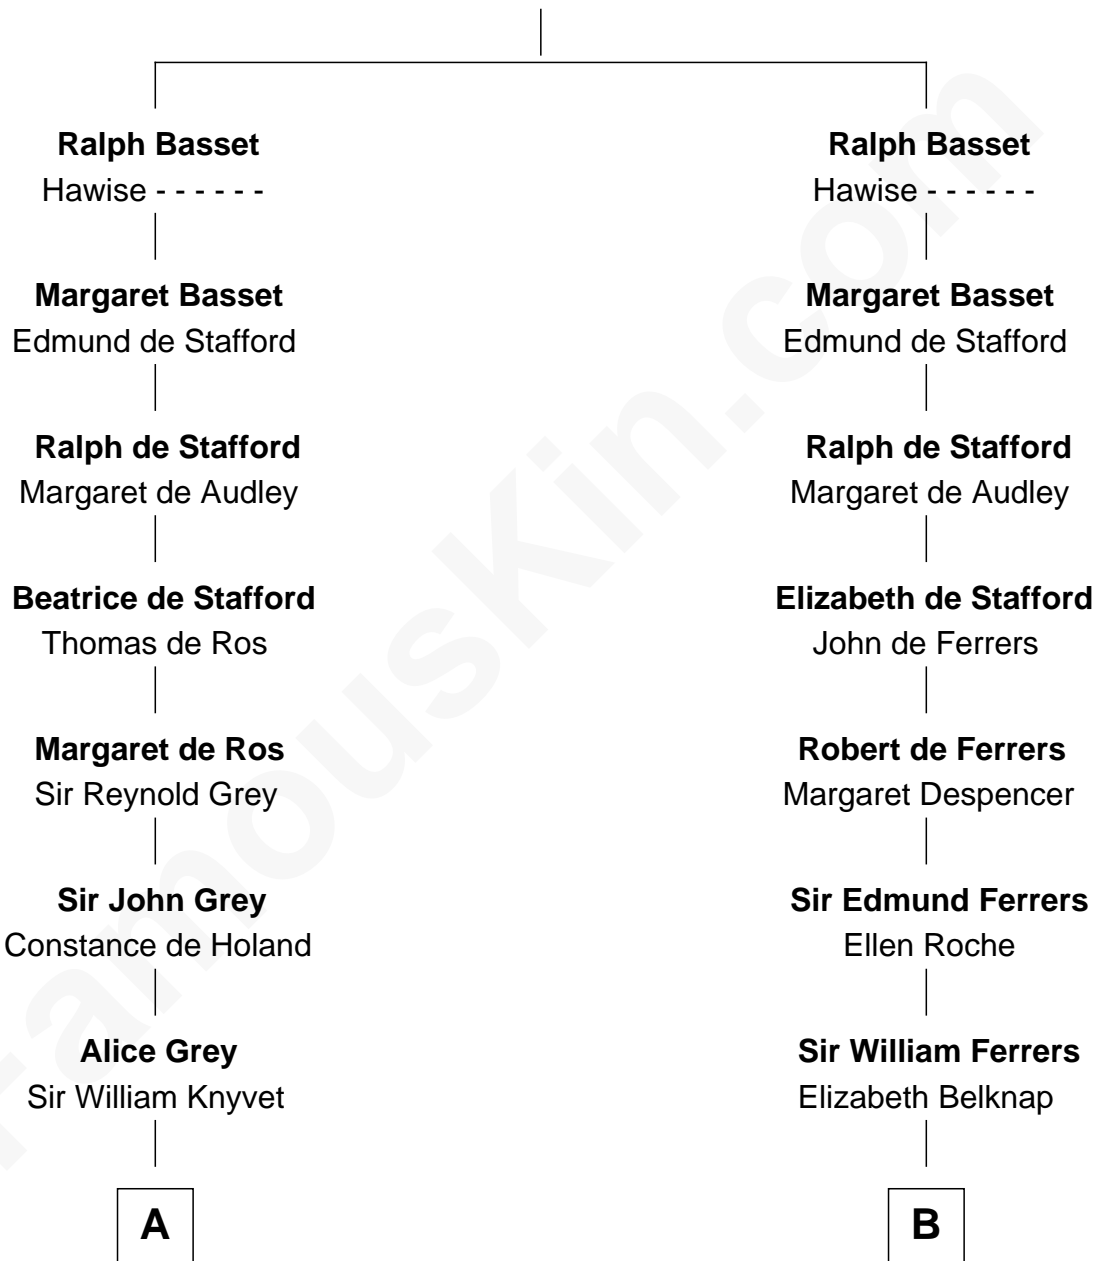 Ralph Basset
Hawise - - - - - -
Margaret Basset
Edmund de Stafford
Ralph de Stafford
Margaret de Audley
Beatrice de Stafford
Thomas de Ros
Margaret de Ros
Sir Reynold Grey
Sir John Grey
Constance de Holand
Alice Grey
Sir William Knyvet
A
Ralph Basset
Hawise - - - - - -
Margaret Basset
Edmund de Stafford
Ralph de Stafford
Margaret de Audley
Elizabeth de Stafford
John de Ferrers
Robert de Ferrers
Margaret Despencer
Sir Edmund Ferrers
Ellen Roche
Sir William Ferrers
Elizabeth Belknap
B
FamousKin.com